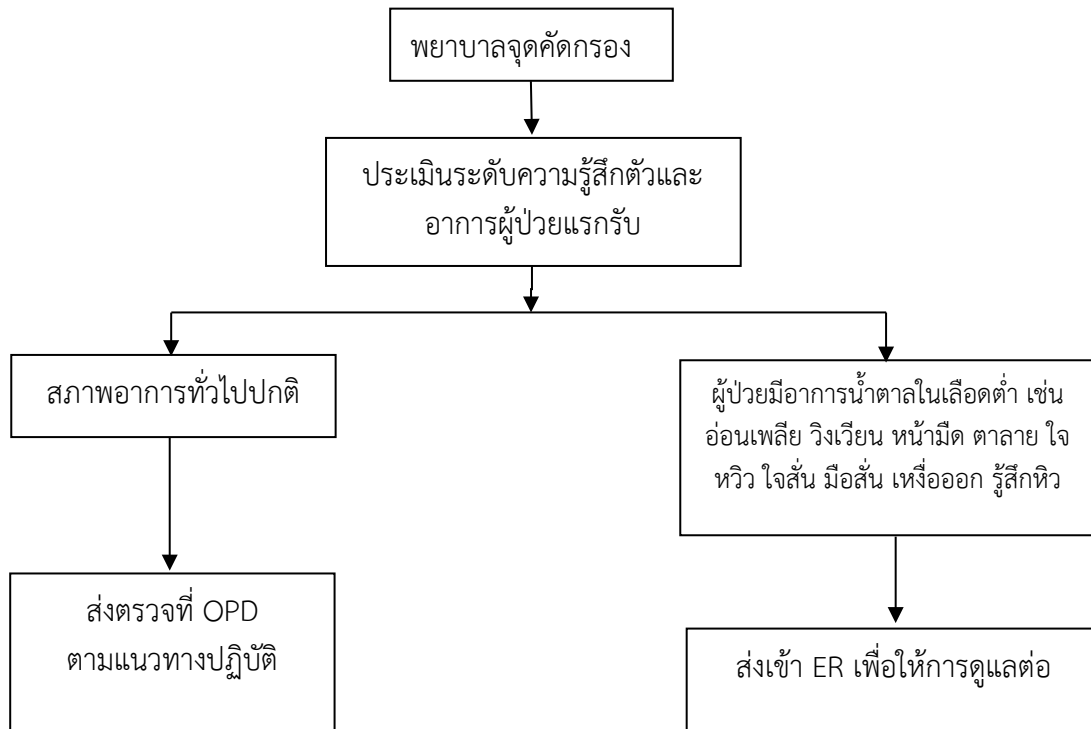 พยาบาลจุดคัดกรอง
ประเมินระดับความรู้สึกตัวและ
อาการผู้ป่วยแรกรับ
สภาพอาการทั่วไปปกติ
ผู้ป่วยมีอาการน้ำตาลในเลือดต่ำ เช่น
อ่อนเพลีย วิงเวียน หน้ามืด ตาลาย ใจ
หวิว ใจสั่น มือสั่น เหงื่อออก รู้สึกหิว
ส่งตรวจที่ OPD
ตามแนวทางปฏิบัติ
ส่งเข้า ER เพื่อให้การดูแลต่อ